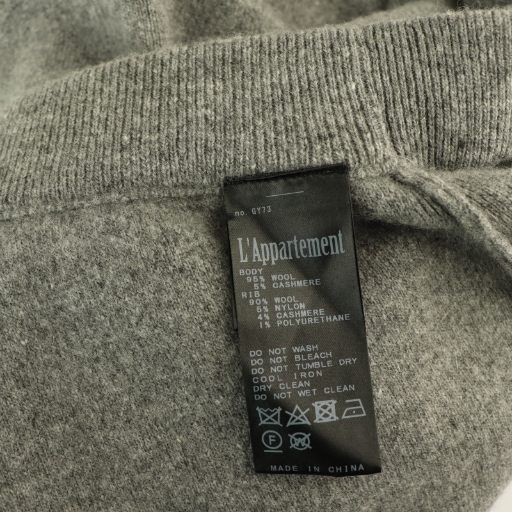 no. GY73
L'Appartement
BODY
95% WOOL
5% CASHMERE
RIB
90% WOOL
5% NYLON
4% CASHMERE
1% POLYURETHANE
DO NOT WASH
DO NOT BLEACH
DO NOT TUMBLE DRY
COOL IRON
DRY CLEAN
DO NOT WET CLEAN
F W
MADE IN CHINA